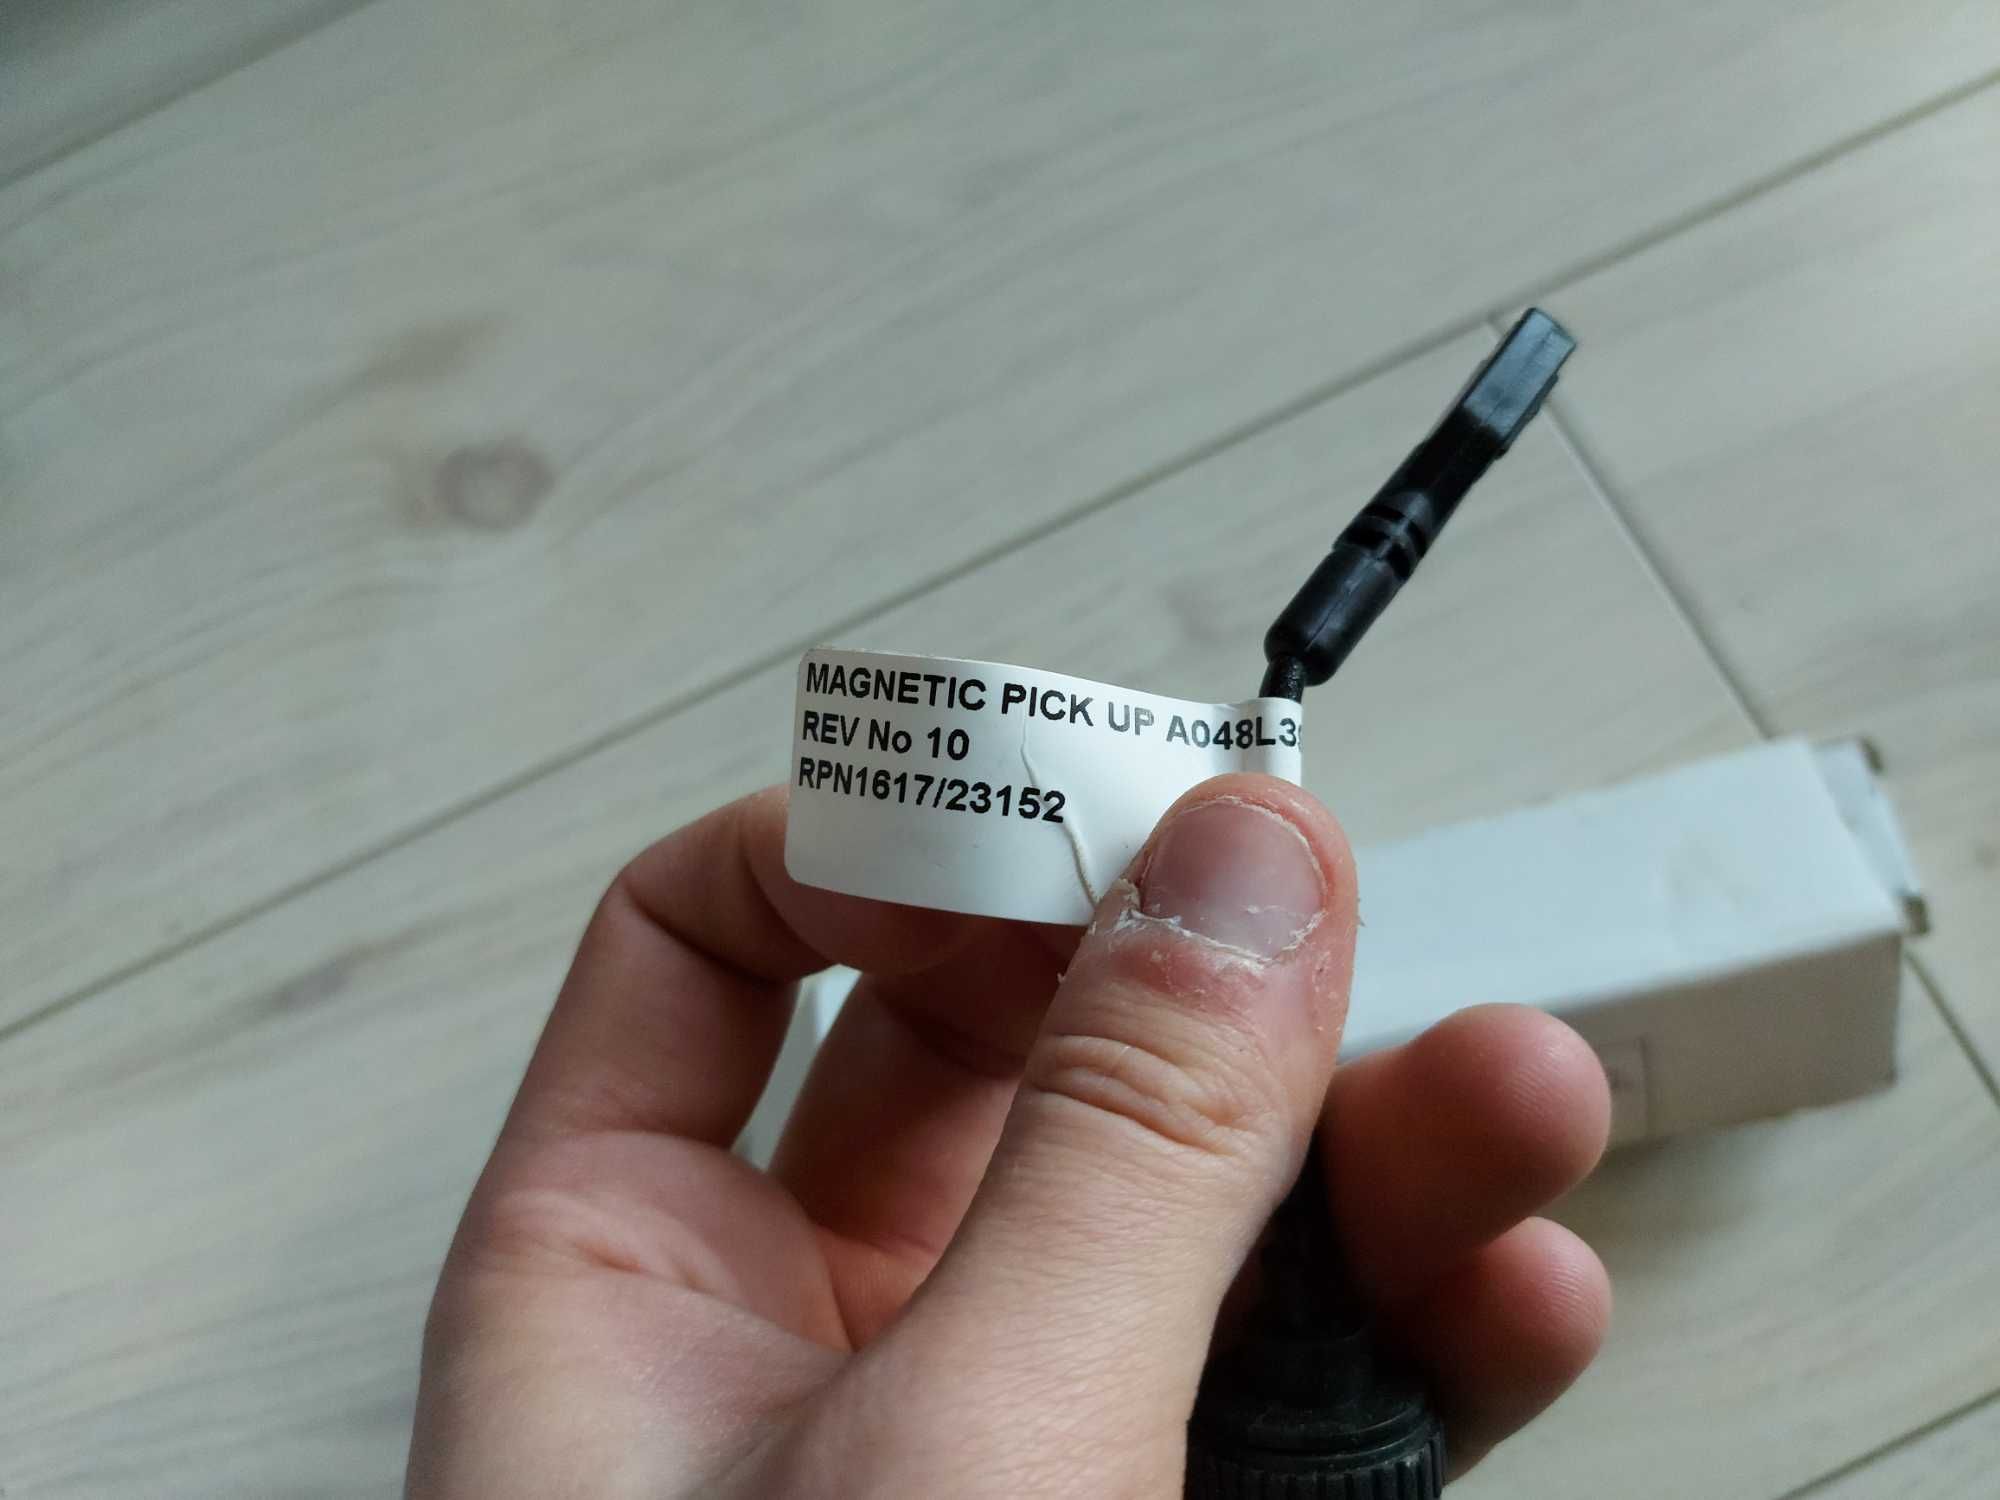 MAGNETIC PICK UP A048L3
REV No 10
RPN1617/23152